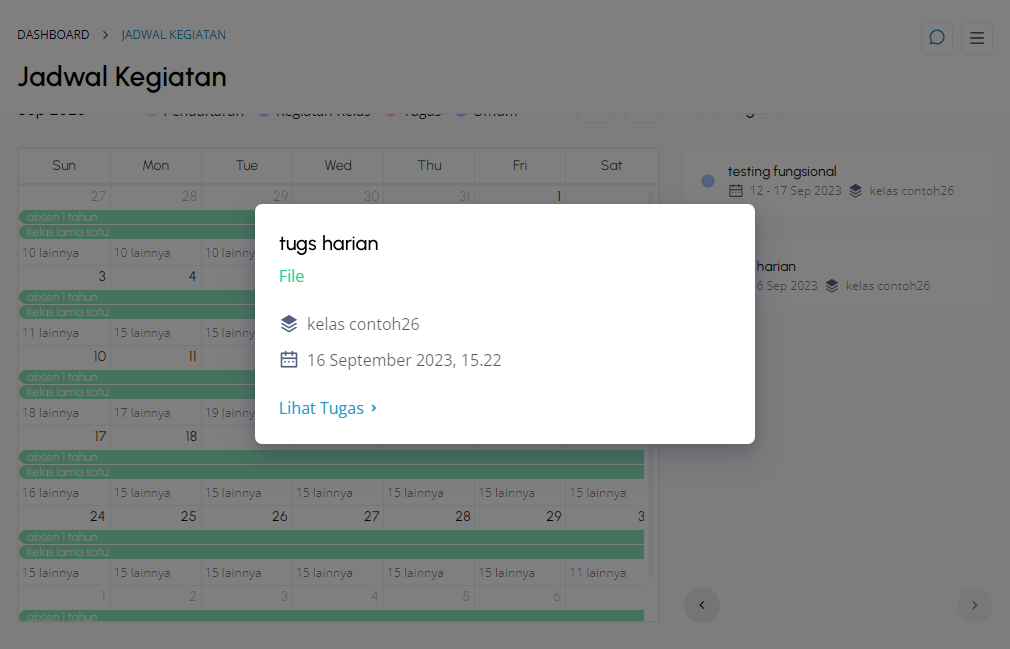 DASHBOARD > JADWAL KEGIATAN
Jadwal Kegiatan
Sun Mon Tue Wed Thu Fri Sat
27 28 29 30 31 1
absen 1 tahun
Kelas lama satu
10 lainnya 10 lainnya 10 lainnya
3 4
absen 1 tahun
Kelas lama satu
11 lainnya 15 lainnya 15 lainnya
10 11
absen 1 tahun
Kelas lama satu
18 lainnya 17 lainnya 19 lainnya
17 18
absen 1 tahun
Kelas lama satu
16 lainnya 15 lainnya 15 lainnya 15 lainnya 15 lainnya 15 lainnya 15 lainnya
24 25 26 27 28 29 3
absen 1 tahun
Kelas lama satu
15 lainnya 15 lainnya 15 lainnya 15 lainnya 15 lainnya 15 lainnya 11 lainnya
1 2 3 4 5 6
absen 1 tahun
testing fungsional
12 - 17 Sep 2023 kelas contoh26
harian
6 Sep 2023 kelas contoh26
tugs harian
File
kelas contoh26
16 September 2023, 15.22
Lihat Tugas >